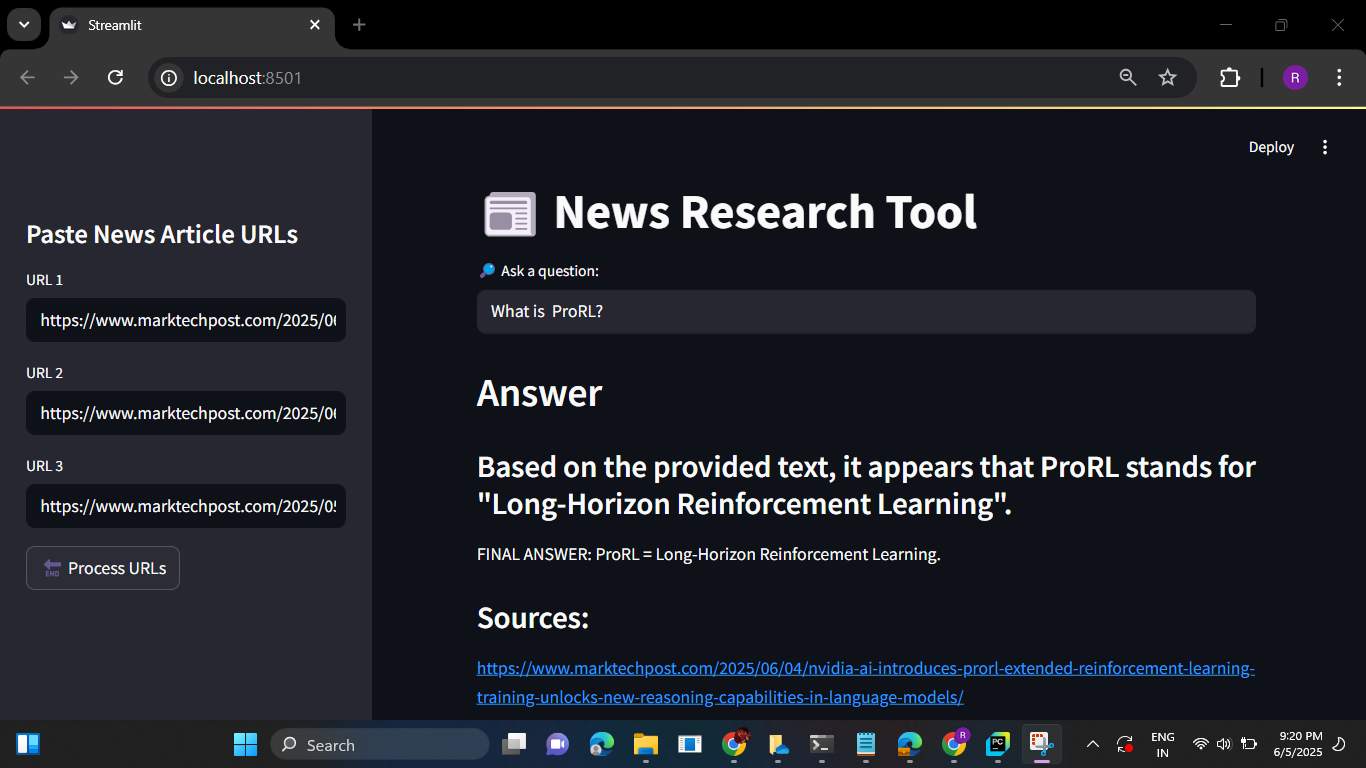 Streamlit
localhost:8501
R
Deploy
Paste News Article URLs
URL 1
https://www.marktechpost.com/2025/06
URL 2
https://www.marktechpost.com/2025/06
URL 3
https://www.marktechpost.com/2025/05
END Process URLs
News Research Tool
Ask a question:
What is ProRL?
Answer
Based on the provided text, it appears that ProRL stands for
"Long-Horizon Reinforcement Learning".
FINAL ANSWER: ProRL = Long-Horizon Reinforcement Learning.
Sources:
https://www.marktechpost.com/2025/06/04/nvidia-ai-introduces-prorl-extended-reinforcement-learning-
training-unlocks-new-reasoning-capabilities-in-language-models/
Search
R
PC
ENG
IN
9:20 PM
6/5/2025